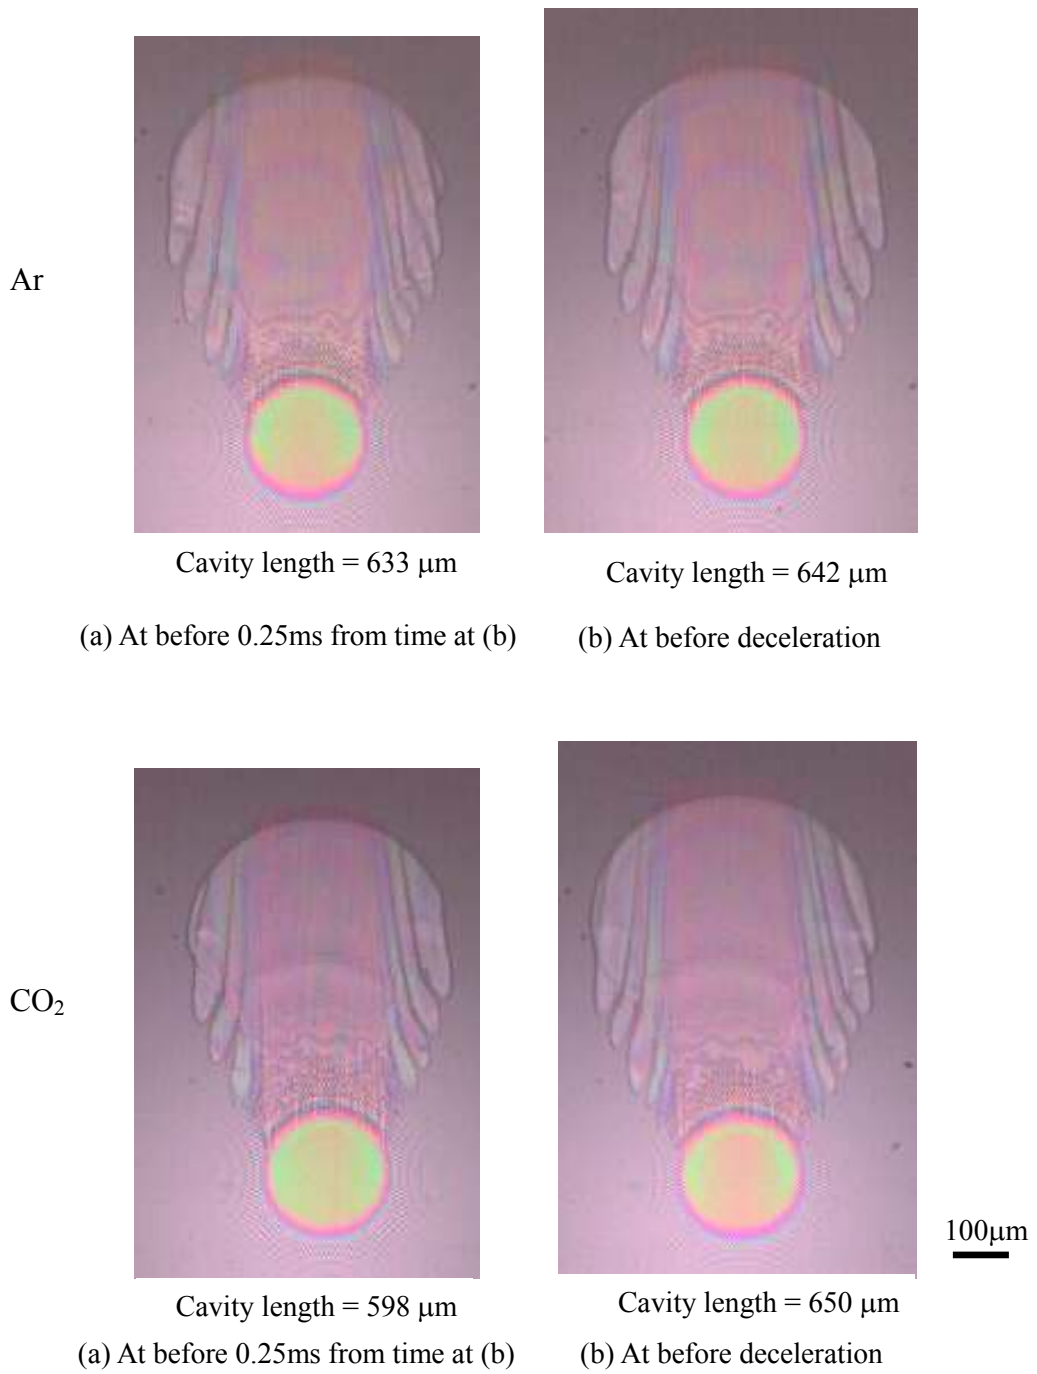 Ar
Cavity length = 633 μm
Cavity length = 642 μm
(a) At before 0.25ms from time at (b)
(b) At before deceleration
CO₂
100μm
Cavity length = 598 μm
Cavity length = 650 μm
(a) At before 0.25ms from time at (b)
(b) At before deceleration